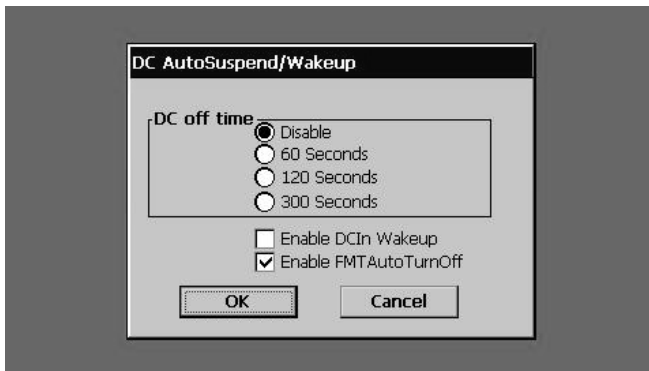 DC AutoSuspend/Wakeup
DC off time
Disable
60 Seconds
120 Seconds
300 Seconds
Enable DCIn Wakeup
Enable FMTAutoTurnOff
OK Cancel